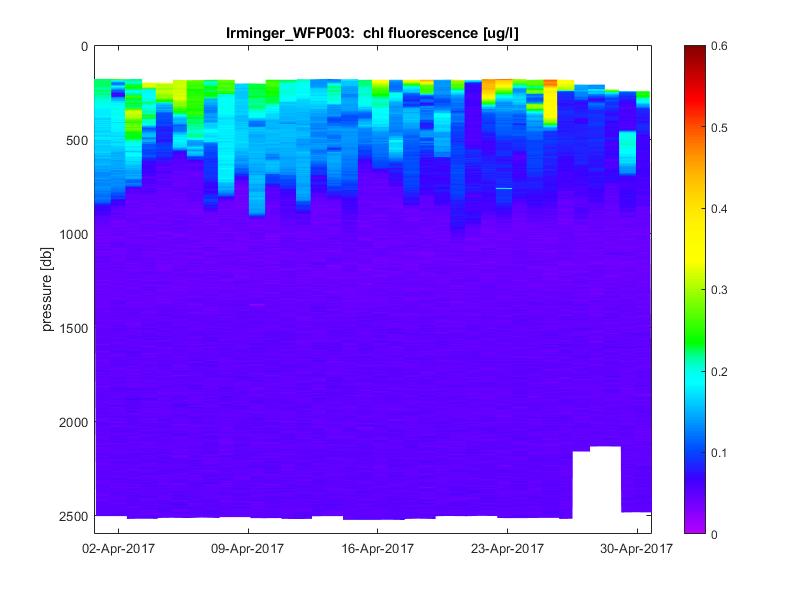 Irminger_WFP003: chl fluorescence [ug/l]
0
500
1000
1500
2000
2500
pressure [db]
02-Apr-2017
09-Apr-2017
16-Apr-2017
23-Apr-2017
30-Apr-2017
0.6
0.5
0.4
0.3
0.2
0.1
0